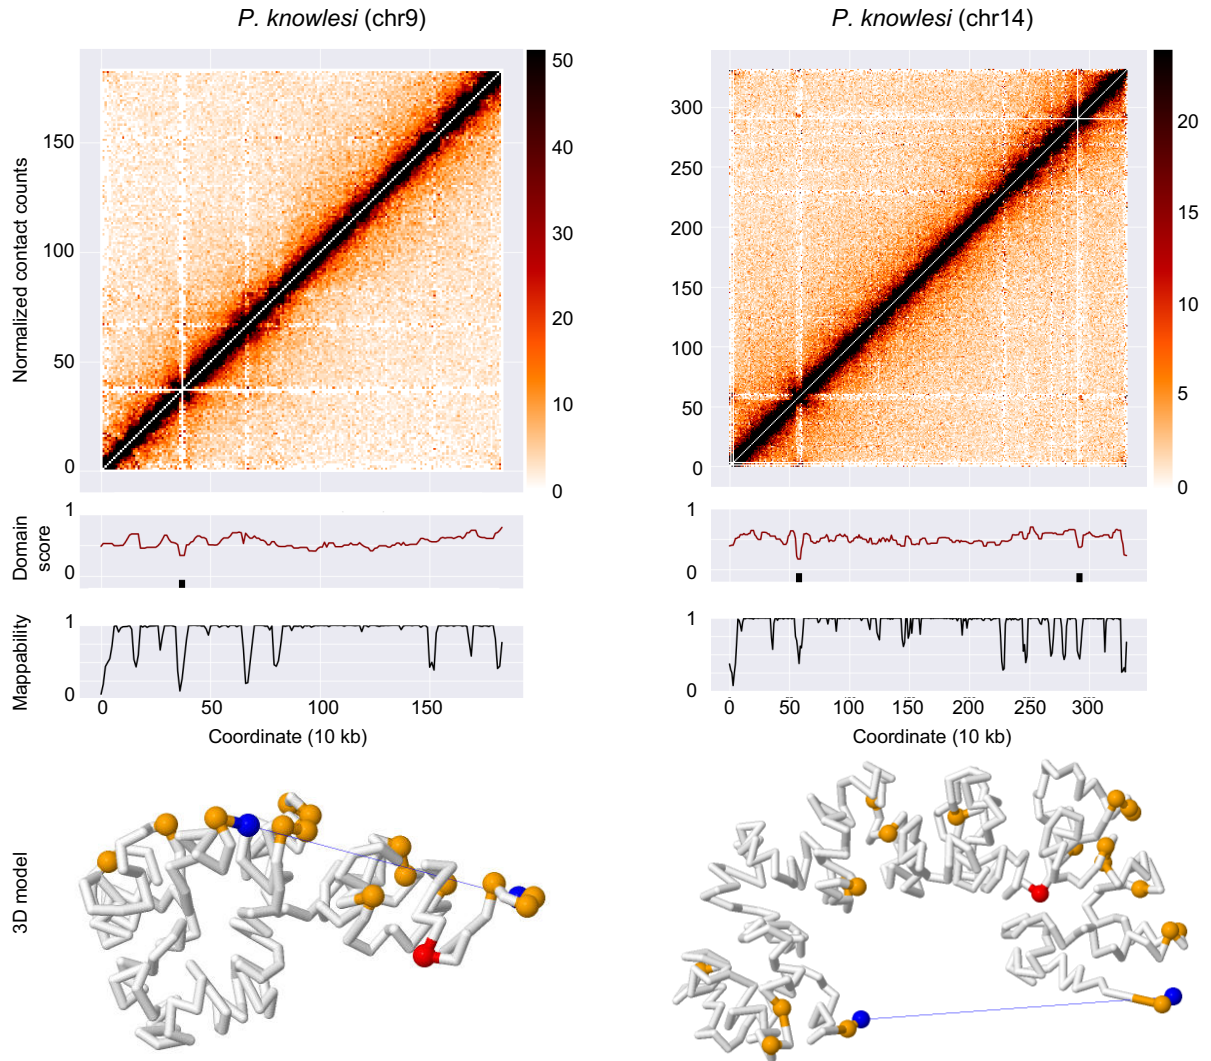 P. knowlesi (chr9)
P. knowlesi (chr14)
Normalized contact counts
150
100
50
0
50
40
30
20
10
0
300
250
200
150
100
50
0
20
15
10
5
0
Domain
score
1
0
1
0
Mappability
1
0
1
0
0 50 100 150
0 50 100 150 200 250 300
Coordinate (10 kb)
Coordinate (10 kb)
3D model